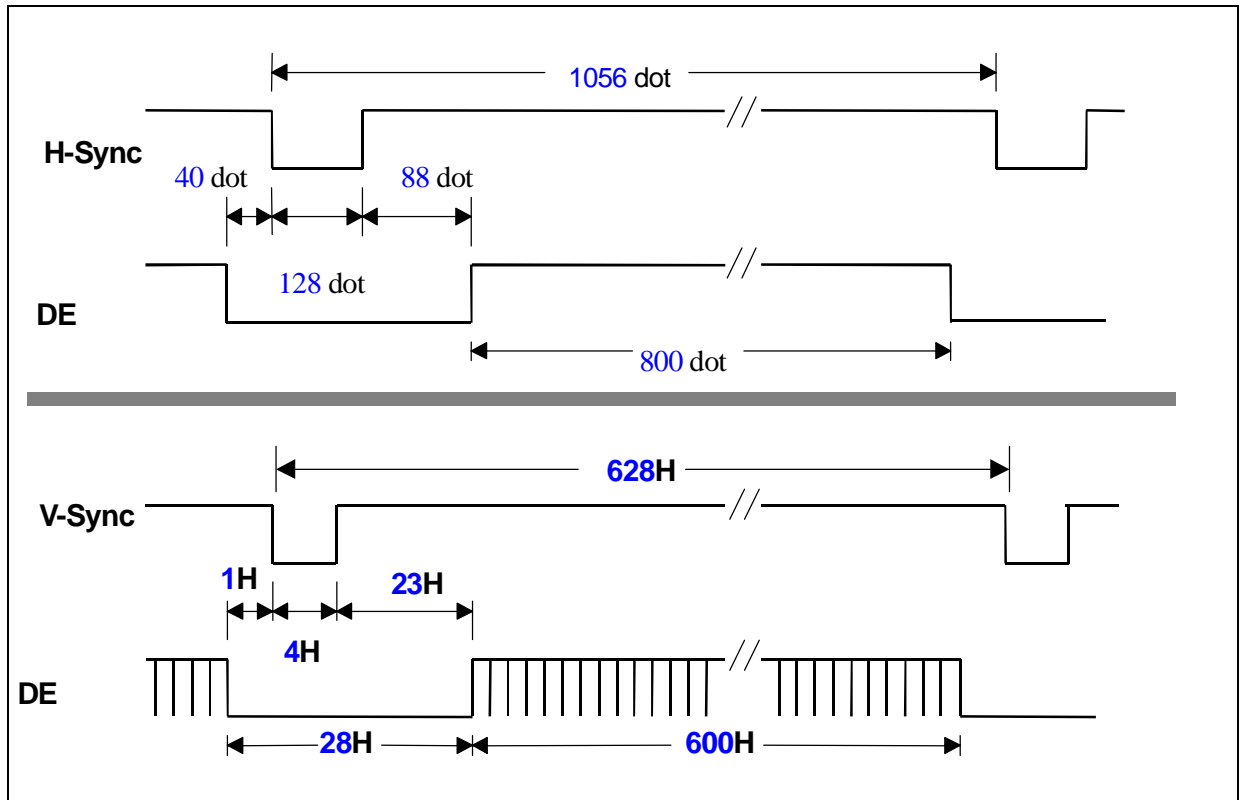 1056 dot
H-Sync
40 dot
88 dot
128 dot
DE
800 dot
628H
V-Sync
1H
23H
4H
DE
28H
600H